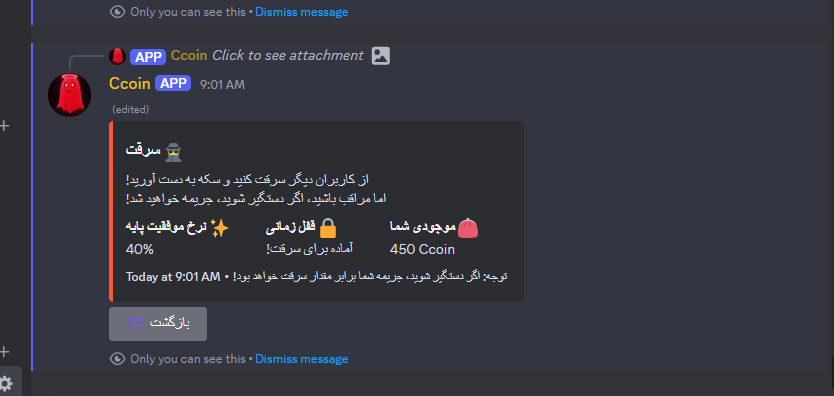 Only you can see this • Dismiss message
APP Ccoin Click to see attachment
Ccoin APP 9:01 AM
(edited)
سرقت
از کاربران دیگر سرقت کنید و سکه به دست آورید!
اما مراقب باشید، اگر دستگیر شوید، جریمه خواهید شد!
موجودی شما
450 Ccoin
قفل زمانی
آماده برای سرقت!
نرخ موفقیت پایه
40%
توجه: اگر دستگیر شوید، جریمه شما برابر مقدار سرقت خواهد بود! • Today at 9:01 AM
بازگشت
Only you can see this • Dismiss message